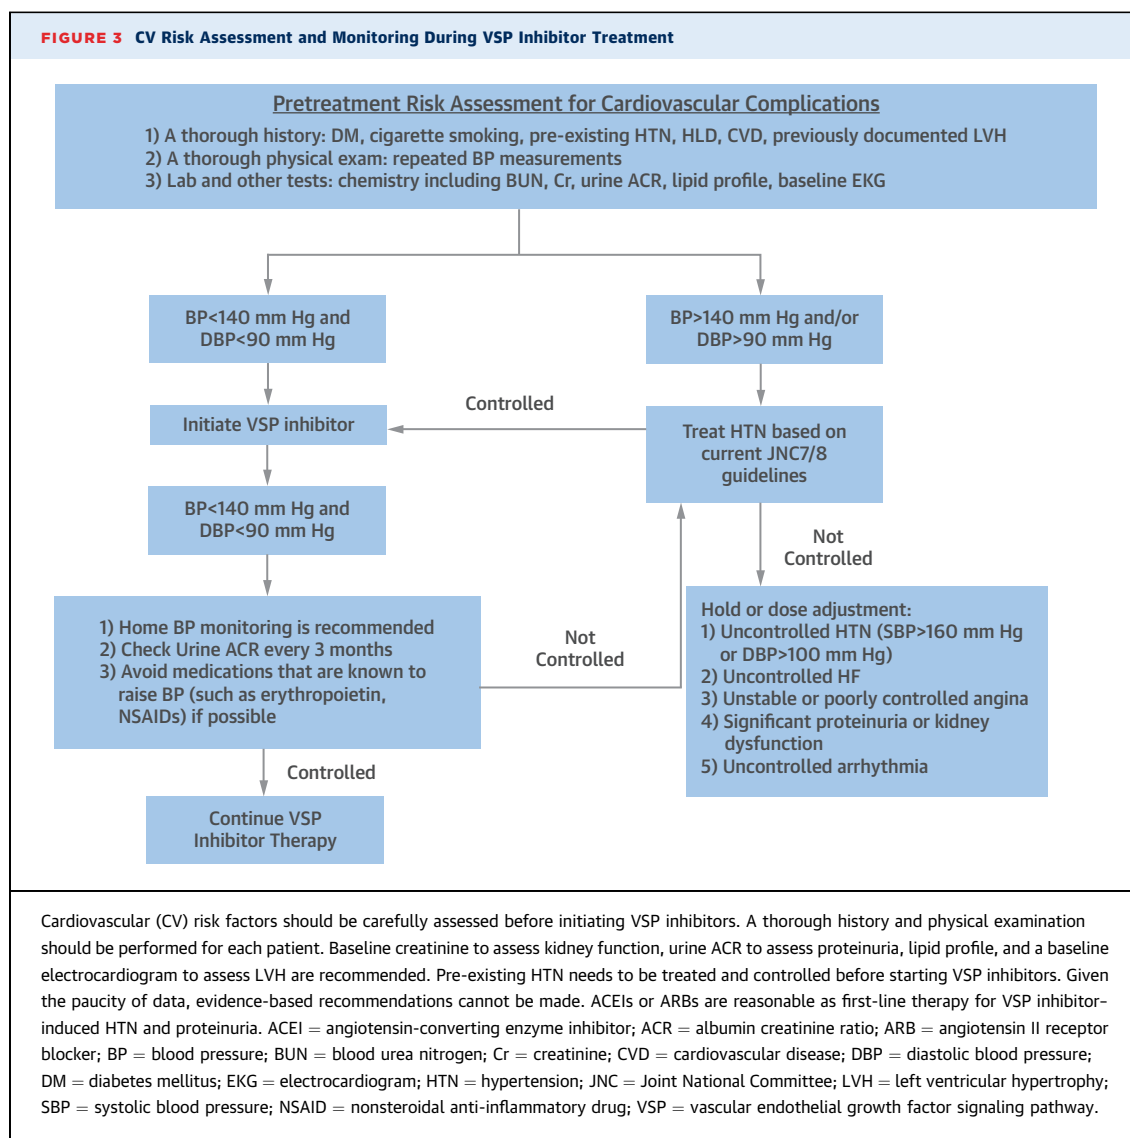 FIGURE 3 CV Risk Assessment and Monitoring During VSP Inhibitor Treatment
Pretreatment Risk Assessment for Cardiovascular Complications
1) A thorough history: DM, cigarette smoking, pre-existing HTN, HLD, CVD, previously documented LVH
2) A thorough physical exam: repeated BP measurements
3) Lab and other tests: chemistry including BUN, Cr, urine ACR, lipid profile, baseline EKG
BP<140 mm Hg and
DBP<90 mm Hg
BP>140 mm Hg and/or
DBP>90 mm Hg
Controlled
Initiate VSP inhibitor
Treat HTN based on
current JNC7/8
guidelines
BP<140 mm Hg and
DBP<90 mm Hg
Not
Controlled
1) Home BP monitoring is recommended
2) Check Urine ACR every 3 months
3) Avoid medications that are known to
raise BP (such as erythropoietin,
NSAIDs) if possible
Not
Controlled
Hold or dose adjustment:
1) Uncontrolled HTN (SBP>160 mm Hg
or DBP>100 mm Hg)
2) Uncontrolled HF
3) Unstable or poorly controlled angina
4) Significant proteinuria or kidney
dysfunction
5) Uncontrolled arrhythmia
Controlled
Continue VSP
Inhibitor Therapy
Cardiovascular (CV) risk factors should be carefully assessed before initiating VSP inhibitors. A thorough history and physical examination
should be performed for each patient. Baseline creatinine to assess kidney function, urine ACR to assess proteinuria, lipid profile, and a baseline
electrocardiogram to assess LVH are recommended. Pre-existing HTN needs to be treated and controlled before starting VSP inhibitors. Given
the paucity of data, evidence-based recommendations cannot be made. ACEIs or ARBs are reasonable as first-line therapy for VSP inhibitor–
induced HTN and proteinuria. ACEI = angiotensin-converting enzyme inhibitor; ACR = albumin creatinine ratio; ARB = angiotensin II receptor
blocker; BP = blood pressure; BUN = blood urea nitrogen; Cr = creatinine; CVD = cardiovascular disease; DBP = diastolic blood pressure;
DM = diabetes mellitus; EKG = electrocardiogram; HTN = hypertension; JNC = Joint National Committee; LVH = left ventricular hypertrophy;
SBP = systolic blood pressure; NSAID = nonsteroidal anti-inflammatory drug; VSP = vascular endothelial growth factor signaling pathway.